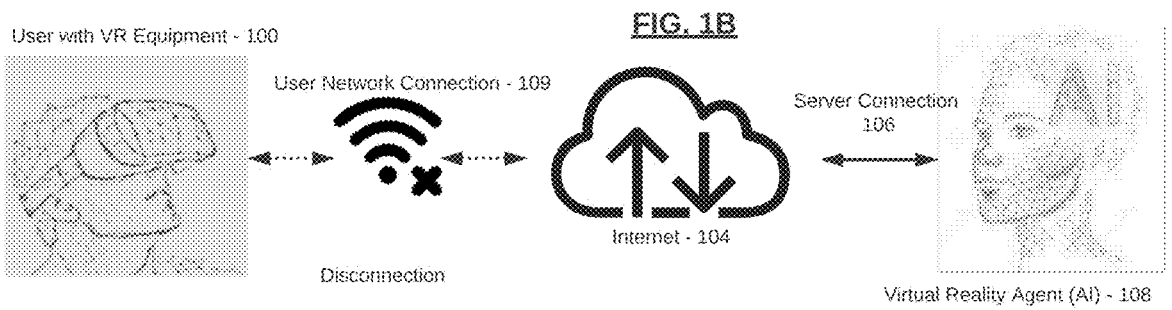 FIG. 1B
User with VR Equipment - 100
User Network Connection - 109
Server Connection
106
Internet - 104
Disconnection
Virtual Reality Agent (AI) - 108
AI